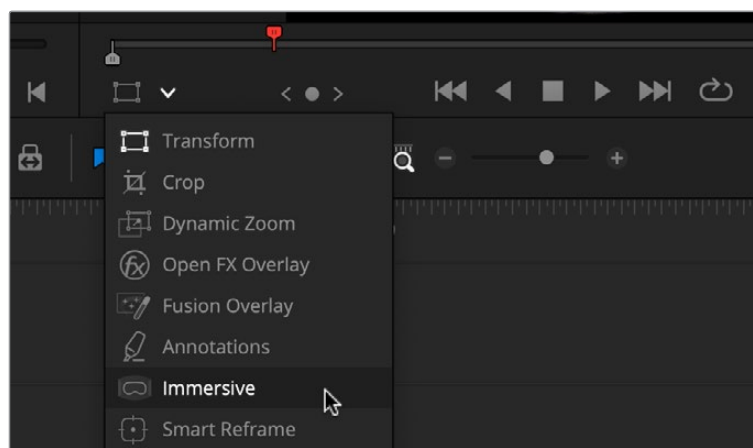 Transform
Crop
Dynamic Zoom
Open FX Overlay
Fusion Overlay
Annotations
Immersive
Smart Reframe